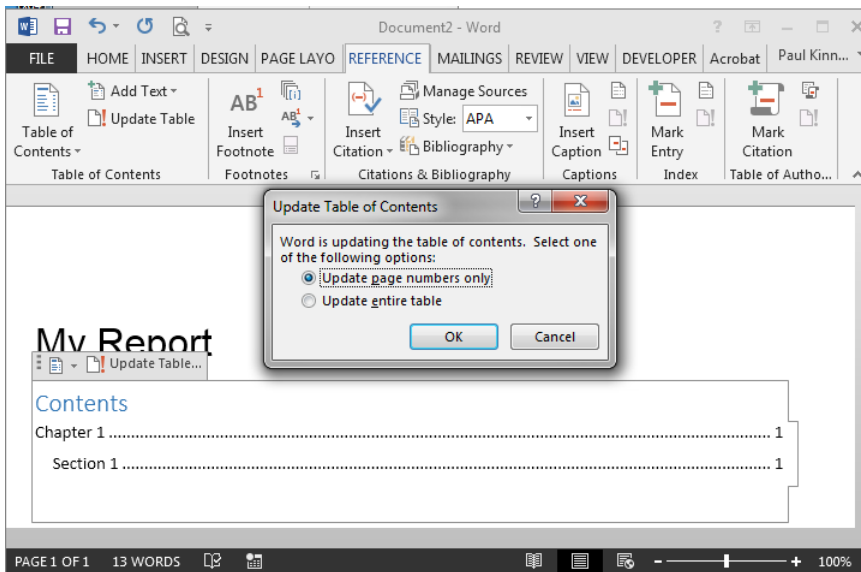 Document2 - Word
FILE HOME INSERT DESIGN PAGE LAYO REFERENCE MAILINGS REVIEW VIEW DEVELOPER Acrobat Paul Kinn...
Table of Contents
Add Text
Update Table
Table of Contents
AB1
Insert Footnote
AB1
Footnotes
Insert Citation
Manage Sources
Style: APA
Bibliography
Citations & Bibliography
Insert Caption
Captions
Mark Entry
Index
Mark Citation
Table of Autho...
Update Table of Contents
Word is updating the table of contents. Select one
of the following options:
Update page numbers only
Update entire table
OK Cancel
My Report
Update Table...
Contents
Chapter 1 ........ 1
Section 1 ........ 1
PAGE 1 OF 1 13 WORDS 100%